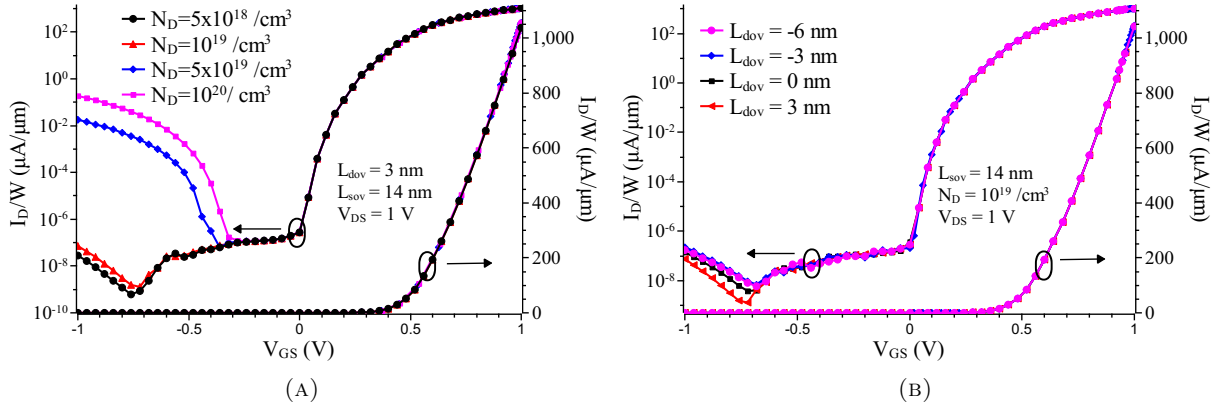 N_D=5x10^18 /cm^3
N_D=10^19 /cm^3
N_D=5x10^19 /cm^3
N_D=10^20/ cm^3
10^2
10^0
10^-2
10^-4
10^-6
10^-8
10^-10
I_D/W (μA/μm)
L_dov = 3 nm
L_sov = 14 nm
V_DS = 1 V
1,000
800
600
400
200
0
I_D/W (μA/μm)
-1
-0.5
0
0.5
1
V_GS (V)
(A)
L_dov = -6 nm
L_dov = -3 nm
L_dov = 0 nm
L_dov = 3 nm
10^2
10^0
10^-2
10^-4
10^-6
10^-8
I_D/W (μA/μm)
L_sov = 14 nm
N_D = 10^19 /cm^3
V_DS = 1 V
1,000
800
600
400
200
0
I_D/W (μA/μm)
-1
-0.5
0.0
0.5
1
V_GS (V)
(B)